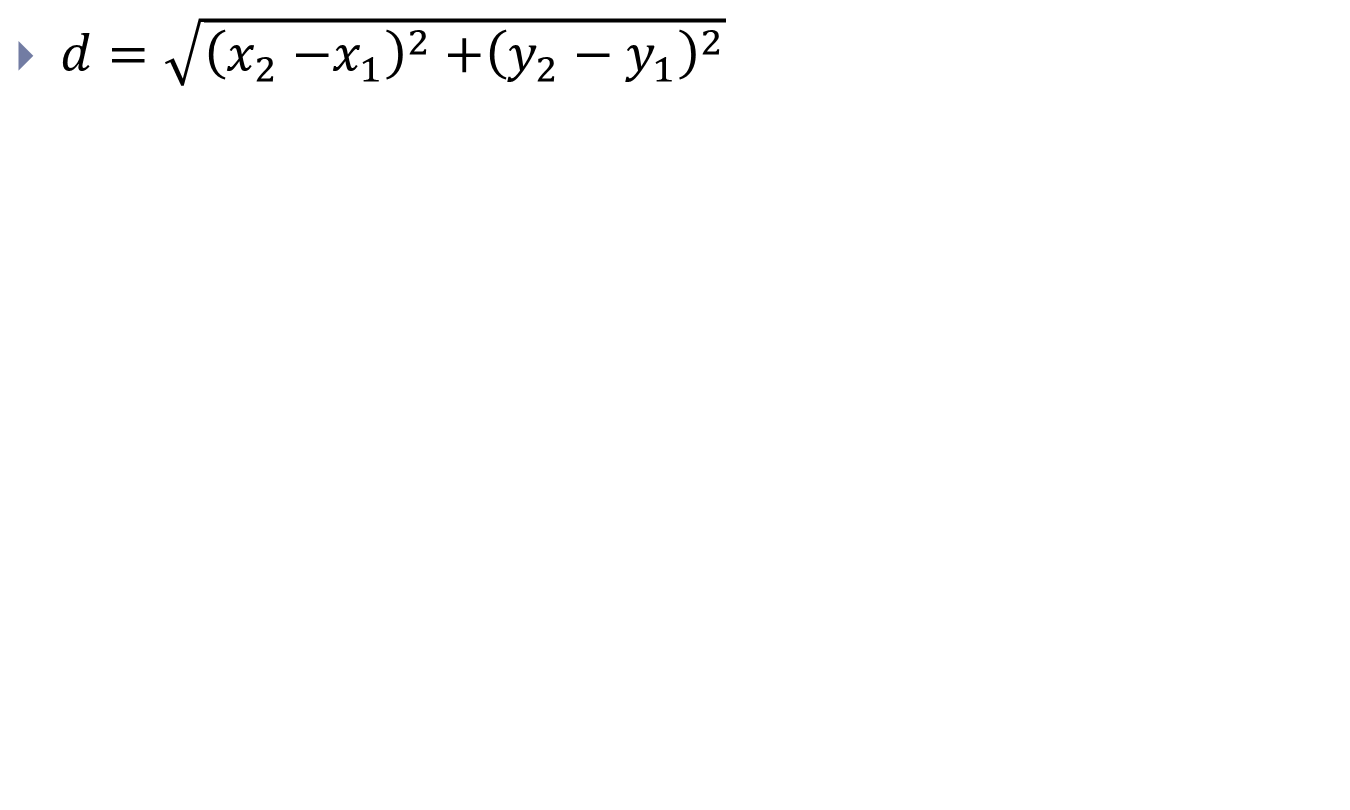 d = √(x₂ −x₁)² +(y₂ − y₁)²